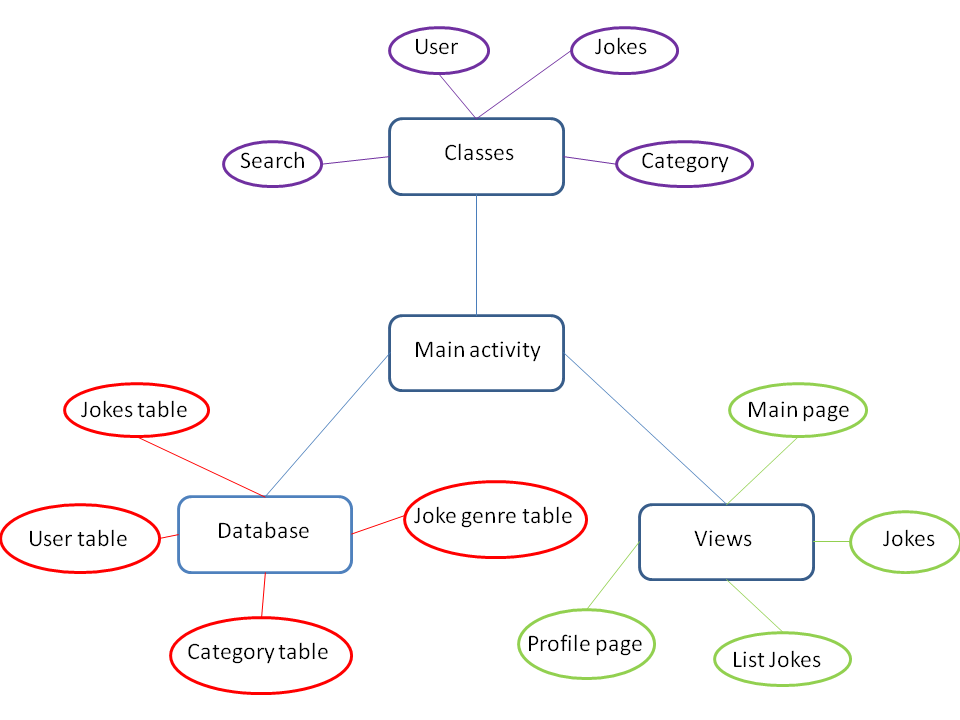 User
Jokes
Search
Classes
Category
Main activity
Jokes table
Main page
User table
Database
Joke genre table
Views
Jokes
Category table
Profile page
List Jokes